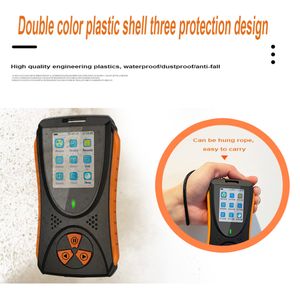 Double color plastic shell three protection design
High quality engineering plastics, waterproof/dustproof/anti-fall
Can be hung rope,
easy to carry